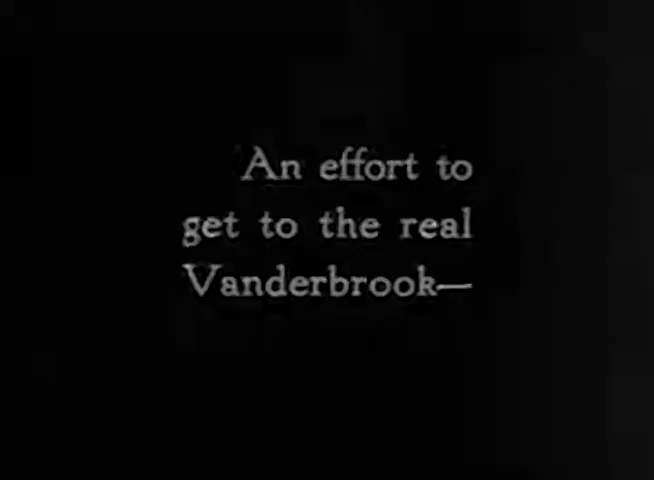 An effort to
get to the real
Vanderbrook—